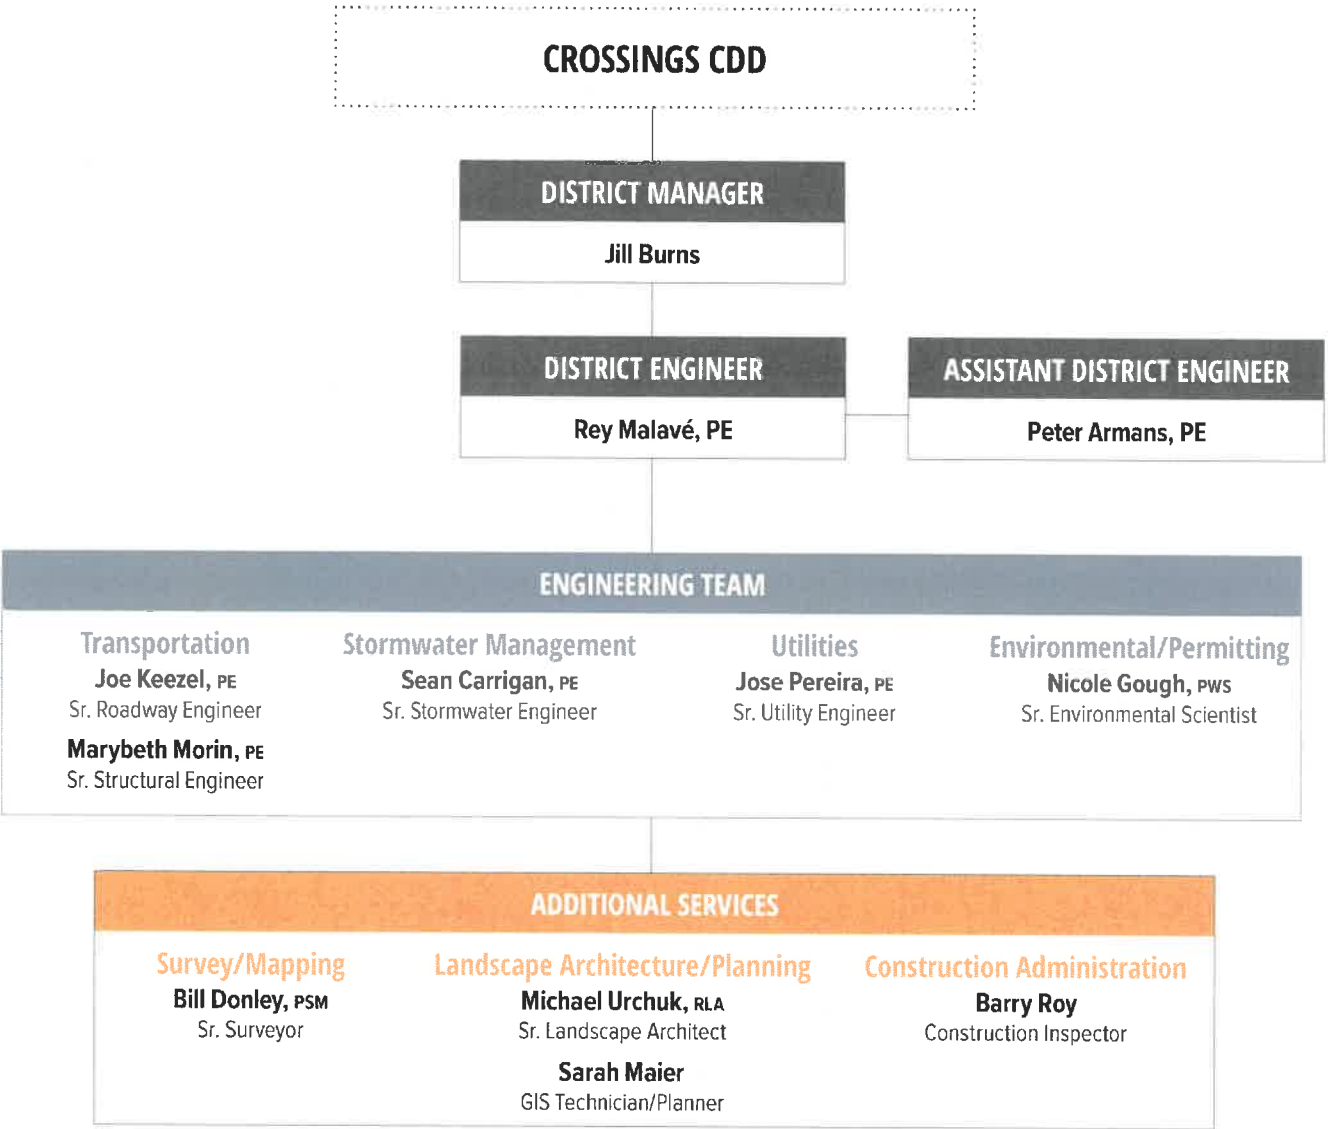 CROSSINGS CDD
DISTRICT MANAGER
Jill Burns
DISTRICT ENGINEER
Rey Malavé, PE
ASSISTANT DISTRICT ENGINEER
Peter Armans, PE
ENGINEERING TEAM
Transportation
Joe Keezel, PE
Sr. Roadway Engineer
Marybeth Morin, PE
Sr. Structural Engineer
Stormwater Management
Sean Carrigan, PE
Sr. Stormwater Engineer
Utilities
Jose Pereira, PE
Sr. Utility Engineer
Environmental/Permitting
Nicole Gough, PWS
Sr. Environmental Scientist
ADDITIONAL SERVICES
Survey/Mapping
Bill Donley, PSM
Sr. Surveyor
Landscape Architecture/Planning
Michael Urchuk, RLA
Sr. Landscape Architect
Sarah Maier
GIS Technician/Planner
Construction Administration
Barry Roy
Construction Inspector